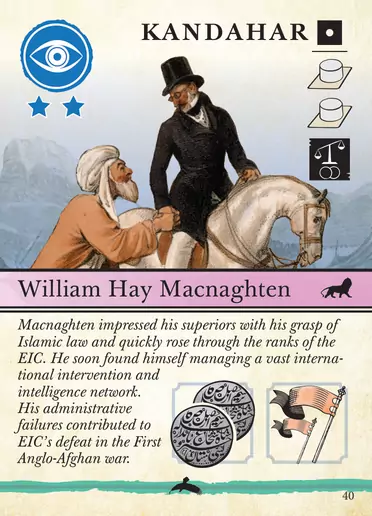 KANDAHAR
William Hay Macnaghten
Macnaghten impressed his superiors with his grasp of
Islamic law and quickly rose through the ranks of the
EIC. He soon found himself managing a vast interna-
tional intervention and
intelligence network.
His administrative
failures contributed to
EIC's defeat in the First
Anglo-Afghan war.
40